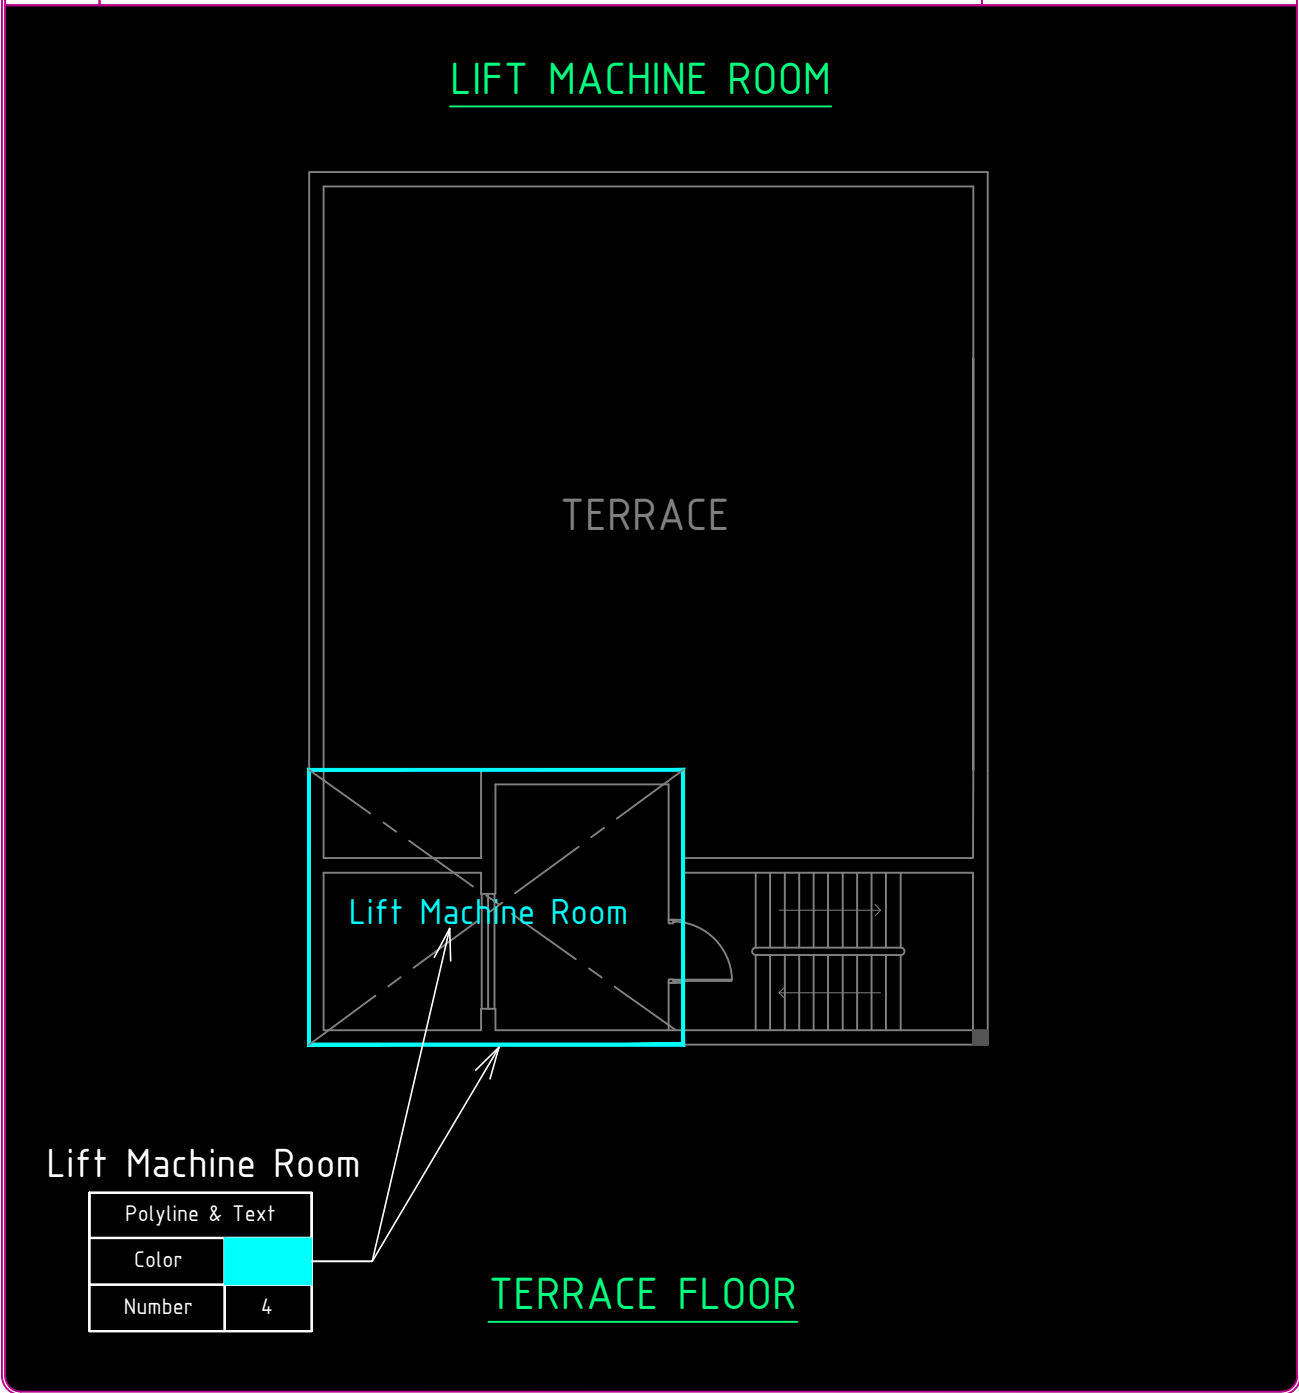 LIFT MACHINE ROOM
TERRACE
Lift Machine Room
Lift Machine Room
Polyline & Text
Color
Number 4
TERRACE FLOOR